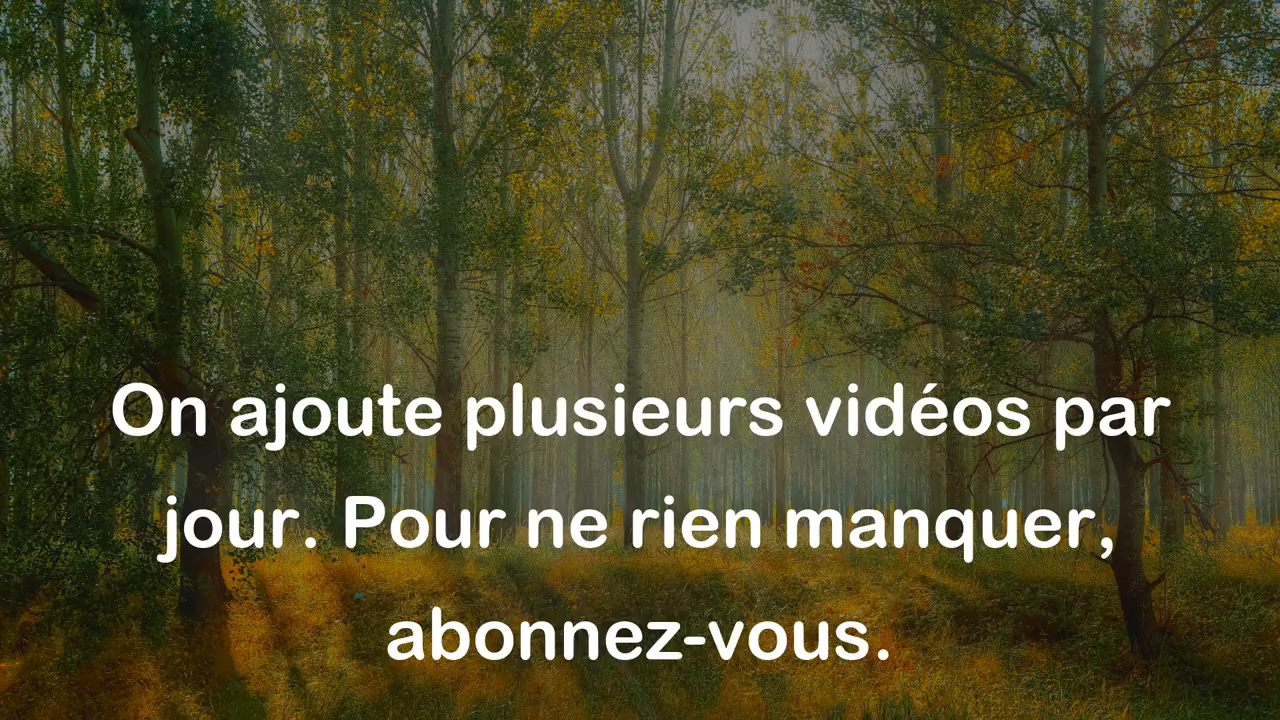 On ajoute plusieurs vidéos par
jour. Pour ne rien manquer,
abonnez-vous.